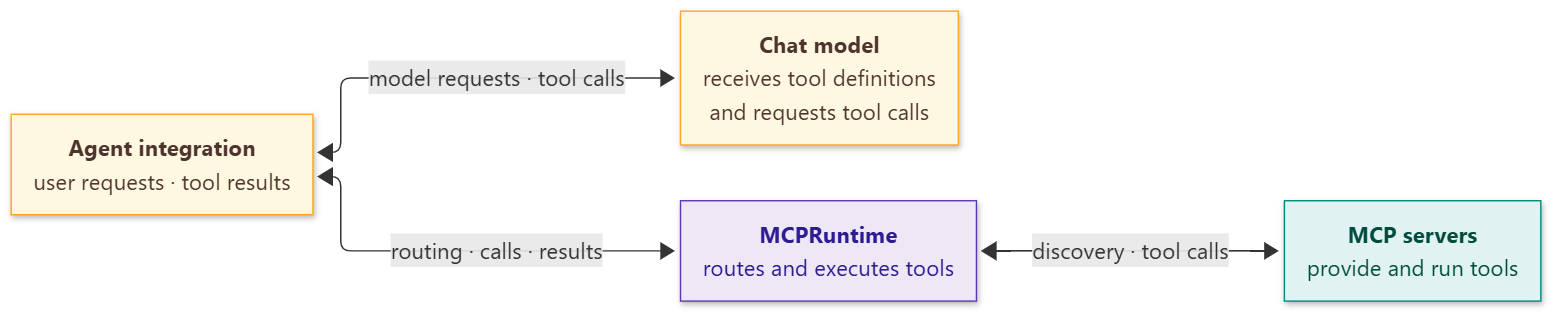 Chat model
receives tool definitions
and requests tool calls
model requests · tool calls
Agent integration
user requests · tool results
routing · calls · results
MCPRuntime
routes and executes tools
discovery · tool calls
MCP servers
provide and run tools